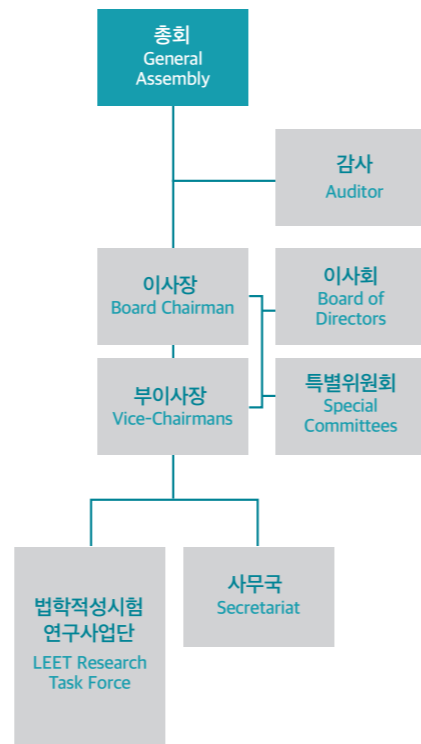 총회
General
Assembly
감사
Auditor
이사장
Board Chairman
이사회
Board of
Directors
부이사장
Vice-Chairmans
특별위원회
Special
Committees
법학적성시험
연구사업단
LEET Research
Task Force
사무국
Secretariat